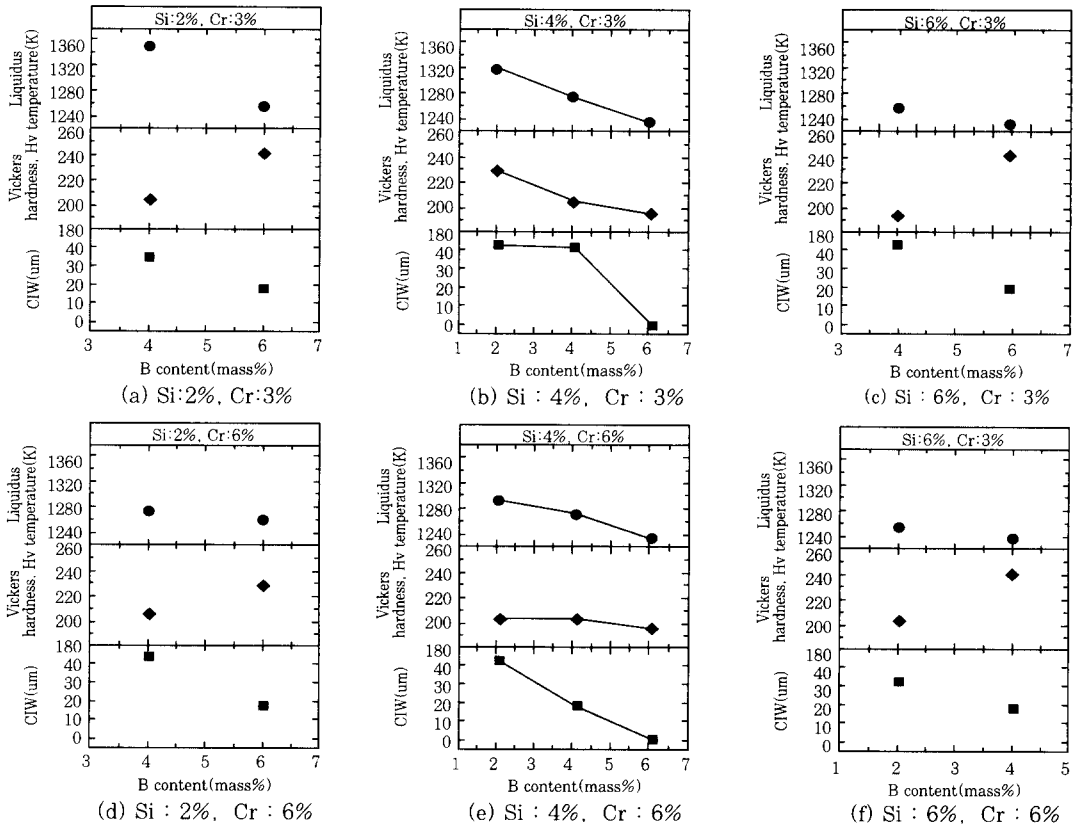 Si:2%, Cr:3%
Liquidus
temperature(K)
1360
1320
1280
1240
Vickers
hardness, Hv
260
240
220
200
180
CIW(um)
40
30
20
10
0
3 4 5 6 7
B content(mass%)
(a) Si:2%, Cr:3%
Si:4%, Cr:3%
Liquidus
temperature(K)
1360
1320
1280
1240
Vickers
hardness, Hv
260
240
220
200
180
CIW(um)
40
30
20
10
0
1 2 3 4 5 6 7
B content(mass%)
(b) Si : 4%, Cr : 3%
Si:6%, Cr:3%
Liquidus
temperature(K)
1360
1320
1280
1240
Vickers
hardness, Hv
260
240
220
200
180
CIW(um)
40
30
20
10
0
3 4 5 6 7
B content(mass%)
(c) Si : 6%, Cr : 3%
Si:2%, Cr:6%
Liquidus
temperature(K)
1360
1320
1280
1240
Vickers
hardness, Hv
260
240
220
200
180
CIW(um)
40
30
20
10
0
3 4 5 6 7
B content(mass%)
(d) Si : 2%, Cr : 6%
Si:4%, Cr:6%
Liquidus
temperature(K)
1360
1320
1280
1240
Vickers
hardness, Hv
260
240
220
200
180
CIW(um)
40
30
20
10
0
1 2 3 4 5 6 7
B content(mass%)
(e) Si : 4%, Cr : 6%
Si:6%, Cr:3%
Liquidus
temperature(K)
1360
1320
1280
1240
Vickers
hardness, Hv
260
240
220
200
180
CIW(um)
40
30
20
10
0
1 2 3 4 5
B content(mass%)
(f) Si : 6%, Cr : 6%